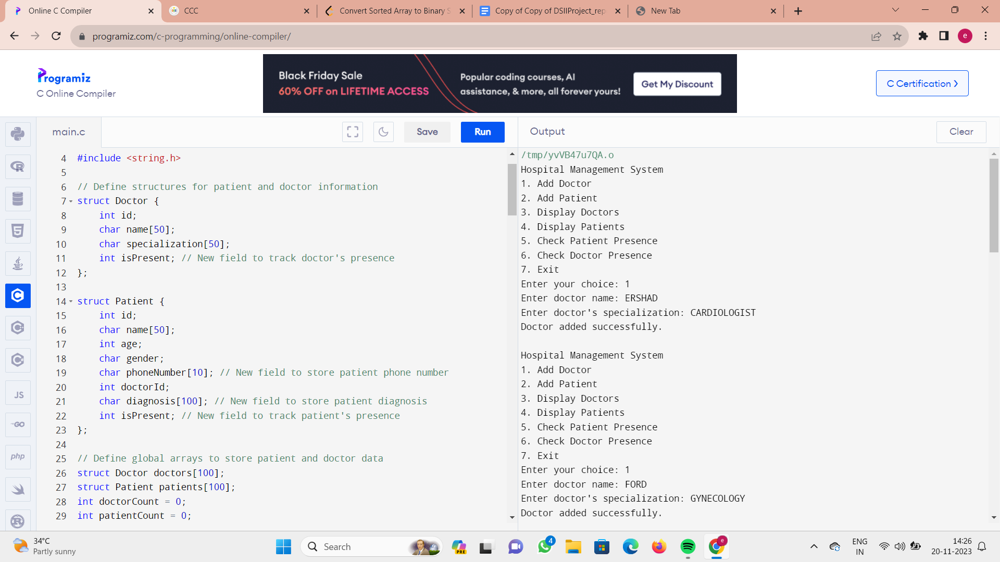 Online C Compiler
CCC
Convert Sorted Array to Binary S
Copy of Copy of DSIIProject_rep
New Tab
programiz.com/c-programming/online-compiler/
e
Programiz
C Online Compiler
Black Friday Sale
60% OFF on LIFETIME ACCESS
Popular coding courses, AI
assistance, & more, all forever yours!
Get My Discount
C Certification
main.c
Save
Run
Output
Clear
4 #include <string.h>
5
6 // Define structures for patient and doctor information
7 struct Doctor {
8 int id;
9 char name[50];
10 char specialization[50];
11 int isPresent; // New field to track doctor's presence
12 };
13
14 struct Patient {
15 int id;
16 char name[50];
17 int age;
18 char gender;
19 char phoneNumber[10]; // New field to store patient phone number
20 int doctorId;
21 char diagnosis[100]; // New field to store patient diagnosis
22 int isPresent; // New field to track patient's presence
23 };
24
25 // Define global arrays to store patient and doctor data
26 struct Doctor doctors[100];
27 struct Patient patients[100];
28 int doctorCount = 0;
29 int patientCount = 0;
/tmp/yvVB47u7QA.o
Hospital Management System
1. Add Doctor
2. Add Patient
3. Display Doctors
4. Display Patients
5. Check Patient Presence
6. Check Doctor Presence
7. Exit
Enter your choice: 1
Enter doctor name: ERSHAD
Enter doctor's specialization: CARDIOLOGIST
Doctor added successfully.
Hospital Management System
1. Add Doctor
2. Add Patient
3. Display Doctors
4. Display Patients
5. Check Patient Presence
6. Check Doctor Presence
7. Exit
Enter your choice: 1
Enter doctor name: FORD
Enter doctor's specialization: GYNECOLOGY
Doctor added successfully.
JS
GO
php
34°C
Partly sunny
Search
PRE
4
e
ENG
IN
14:26
20-11-2023